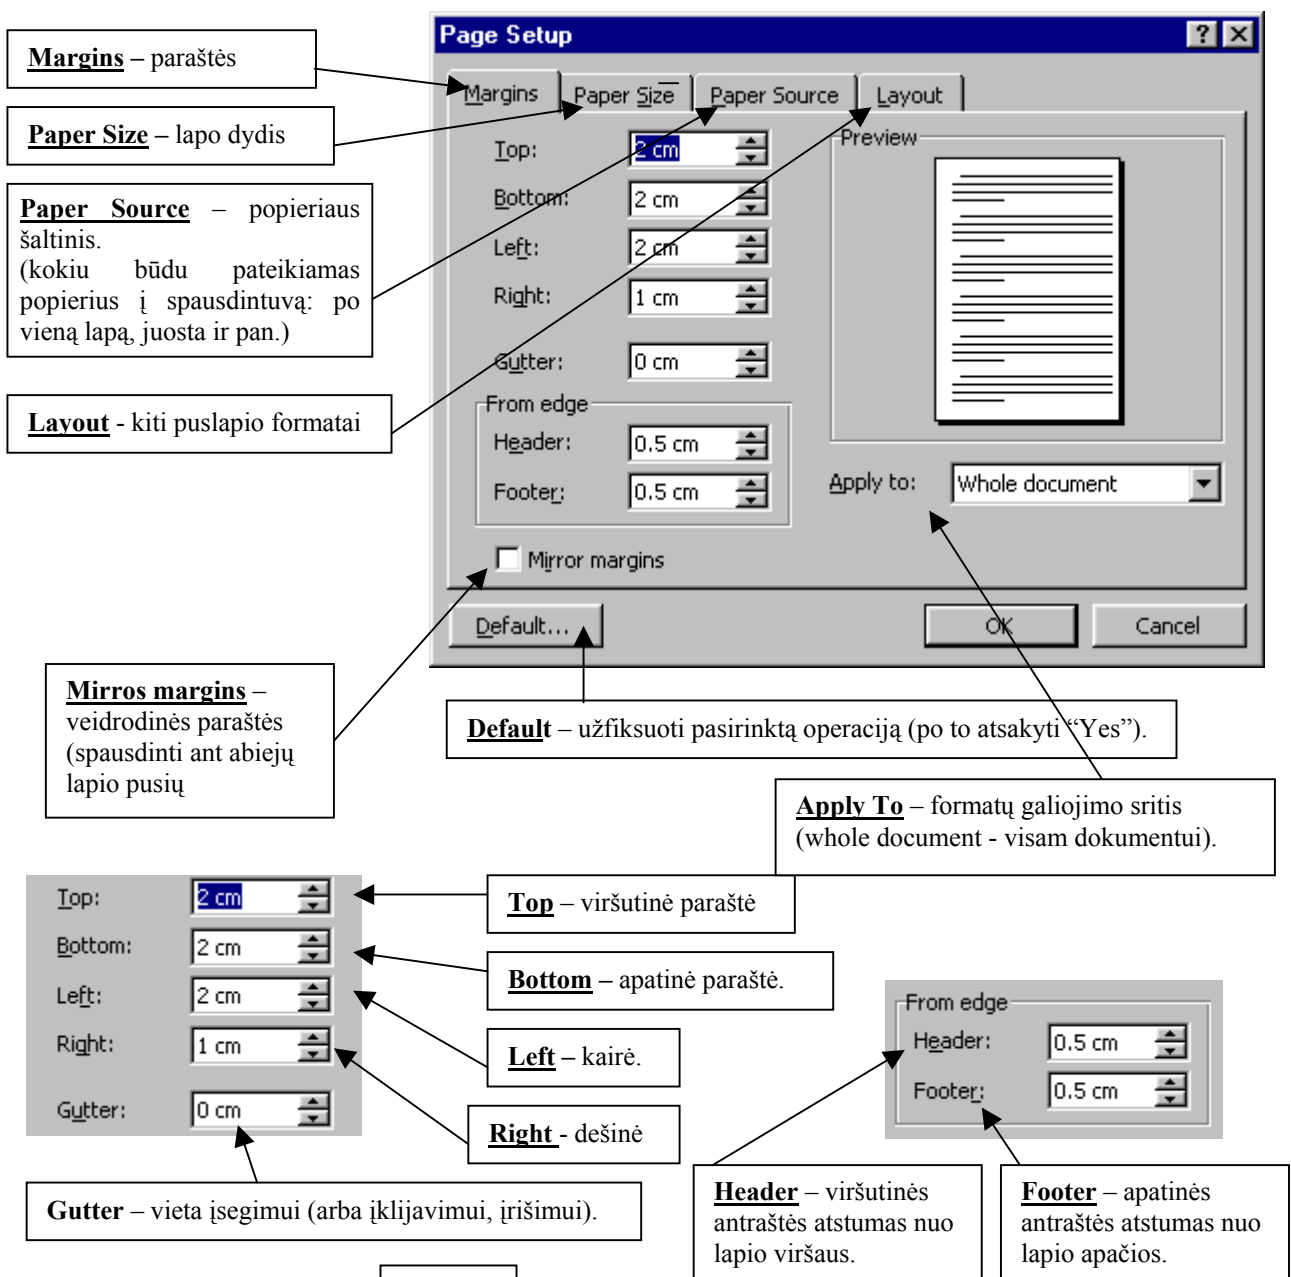 Margins – paraštės
Paper Size – lapo dydis
Paper Source – popieriaus
šaltinis.
(kokiu būdu pateikiamas
popierius į spausdintuvą: po
vieną lapą, juosta ir pan.)
Layout - kiti puslapio formatai
Page Setup
Margins Paper Size Paper Source Layout
Top: 2 cm
Bottom: 2 cm
Left: 2 cm
Right: 1 cm
Gutter: 0 cm
From edge
Header: 0.5 cm
Footer: 0.5 cm
Mirror margins
Preview
Apply to: Whole document
Default... OK Cancel
Mirros margins –
veidrodinės paraštės
(spausdinti ant abiejų
lapio pusių
Default – užfiksuoti pasirinktą operaciją (po to atsakyti “Yes”).
Apply To – formatų galiojimo sritis
(whole document - visam dokumentui).
Top: 2 cm
Bottom: 2 cm
Left: 2 cm
Right: 1 cm
Gutter: 0 cm
Top – viršutinė paraštė
Bottom – apatinė paraštė.
Left – kairė.
Right - dešinė
Gutter – vieta įsegimui (arba įklijavimui, įrišimui).
From edge
Header: 0.5 cm
Footer: 0.5 cm
Header – viršutinės
antraštės atstumas nuo
lapio viršaus.
Footer – apatinės
antraštės atstumas nuo
lapio apačios.